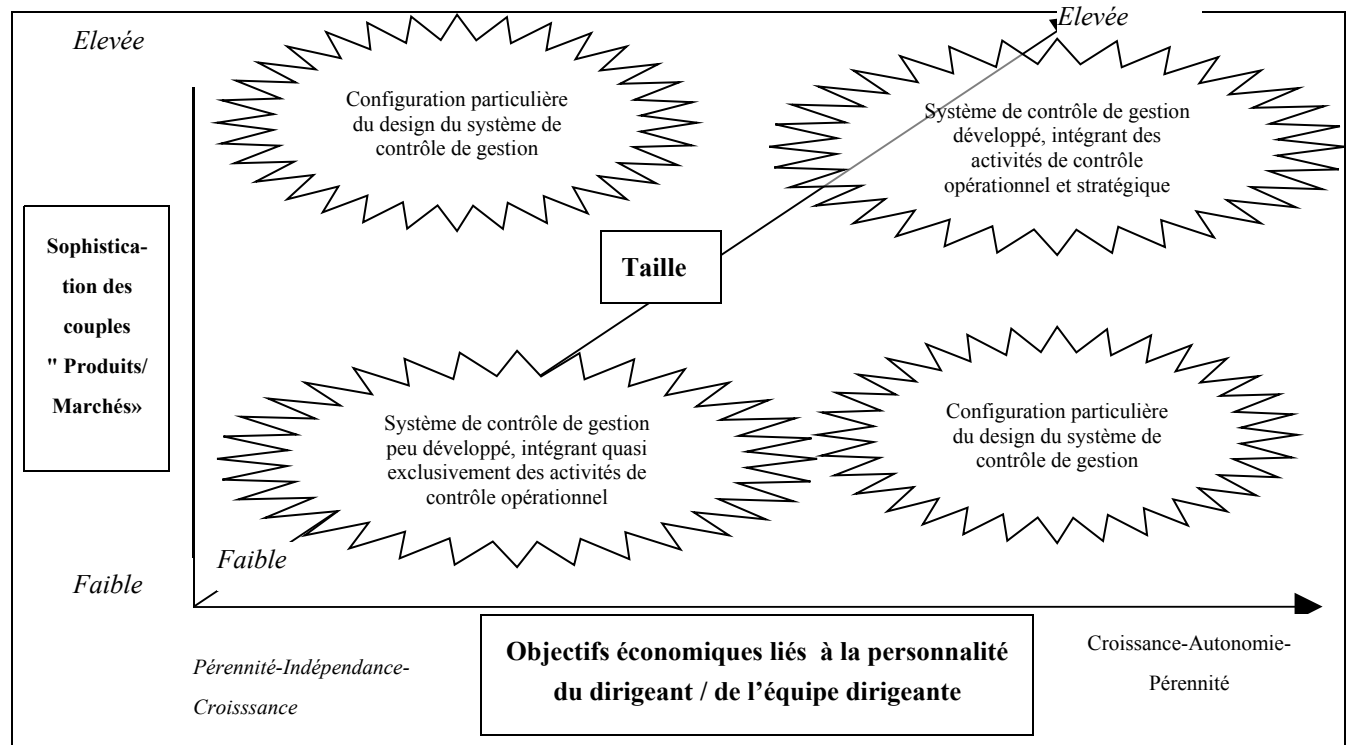 Elevée
Elevée
Configuration particulière
du design du système de
contrôle de gestion
Système de contrôle de gestion
développé, intégrant des
activités de contrôle
opérationnel et stratégique
Sophistica-
tion des
couples
" Produits/
Marchés»
Taille
Système de contrôle de gestion
peu développé, intégrant quasi
exclusivement des activités de
contrôle opérationnel
Configuration particulière
du design du système de
contrôle de gestion
Faible
Faible
Pérennité-Indépendance-
Croisssance
Objectifs économiques liés à la personnalité
du dirigeant / de l’équipe dirigeante
Croissance-Autonomie-
Pérennité